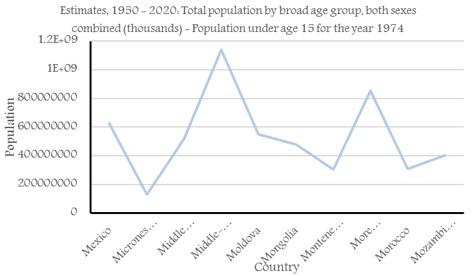 Estimates, 1950 - 2020: Total population by broad age group, both sexes
combined (thousands) - Population under age 15 for the year 1974
1.2E+09
1E+09
800000000
600000000
400000000
200000000
0
Population
Mexico
Micrones...
Middle...
Middle-...
Moldova
Mongolia
Montene...
More...
Morocco
Mozambi...
Country